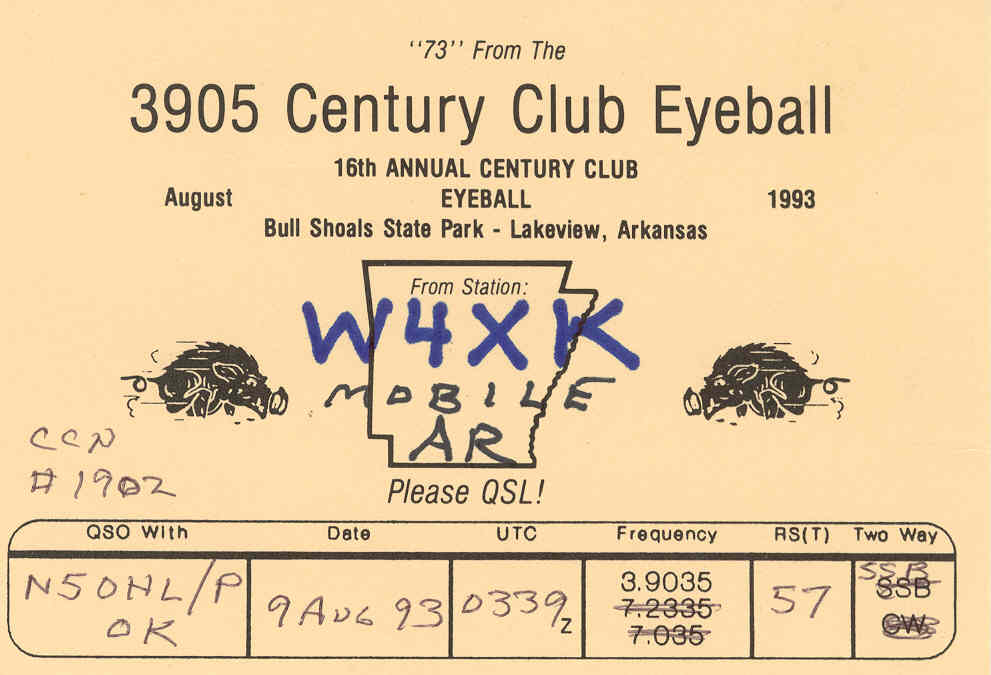 "73" From The
3905 Century Club Eyeball
16th ANNUAL CENTURY CLUB
August EYEBALL 1993
Bull Shoals State Park - Lakeview, Arkansas
From Station:
W4XK
MOBILE
AR
CCN
#1902
Please QSL!
QSO With Date UTC Frequency RS(T) Two Way
N5OHL/P OK 9 AUG 93 0339z 3.9035 57 SSB
SSB
7.2335
7.035
CW